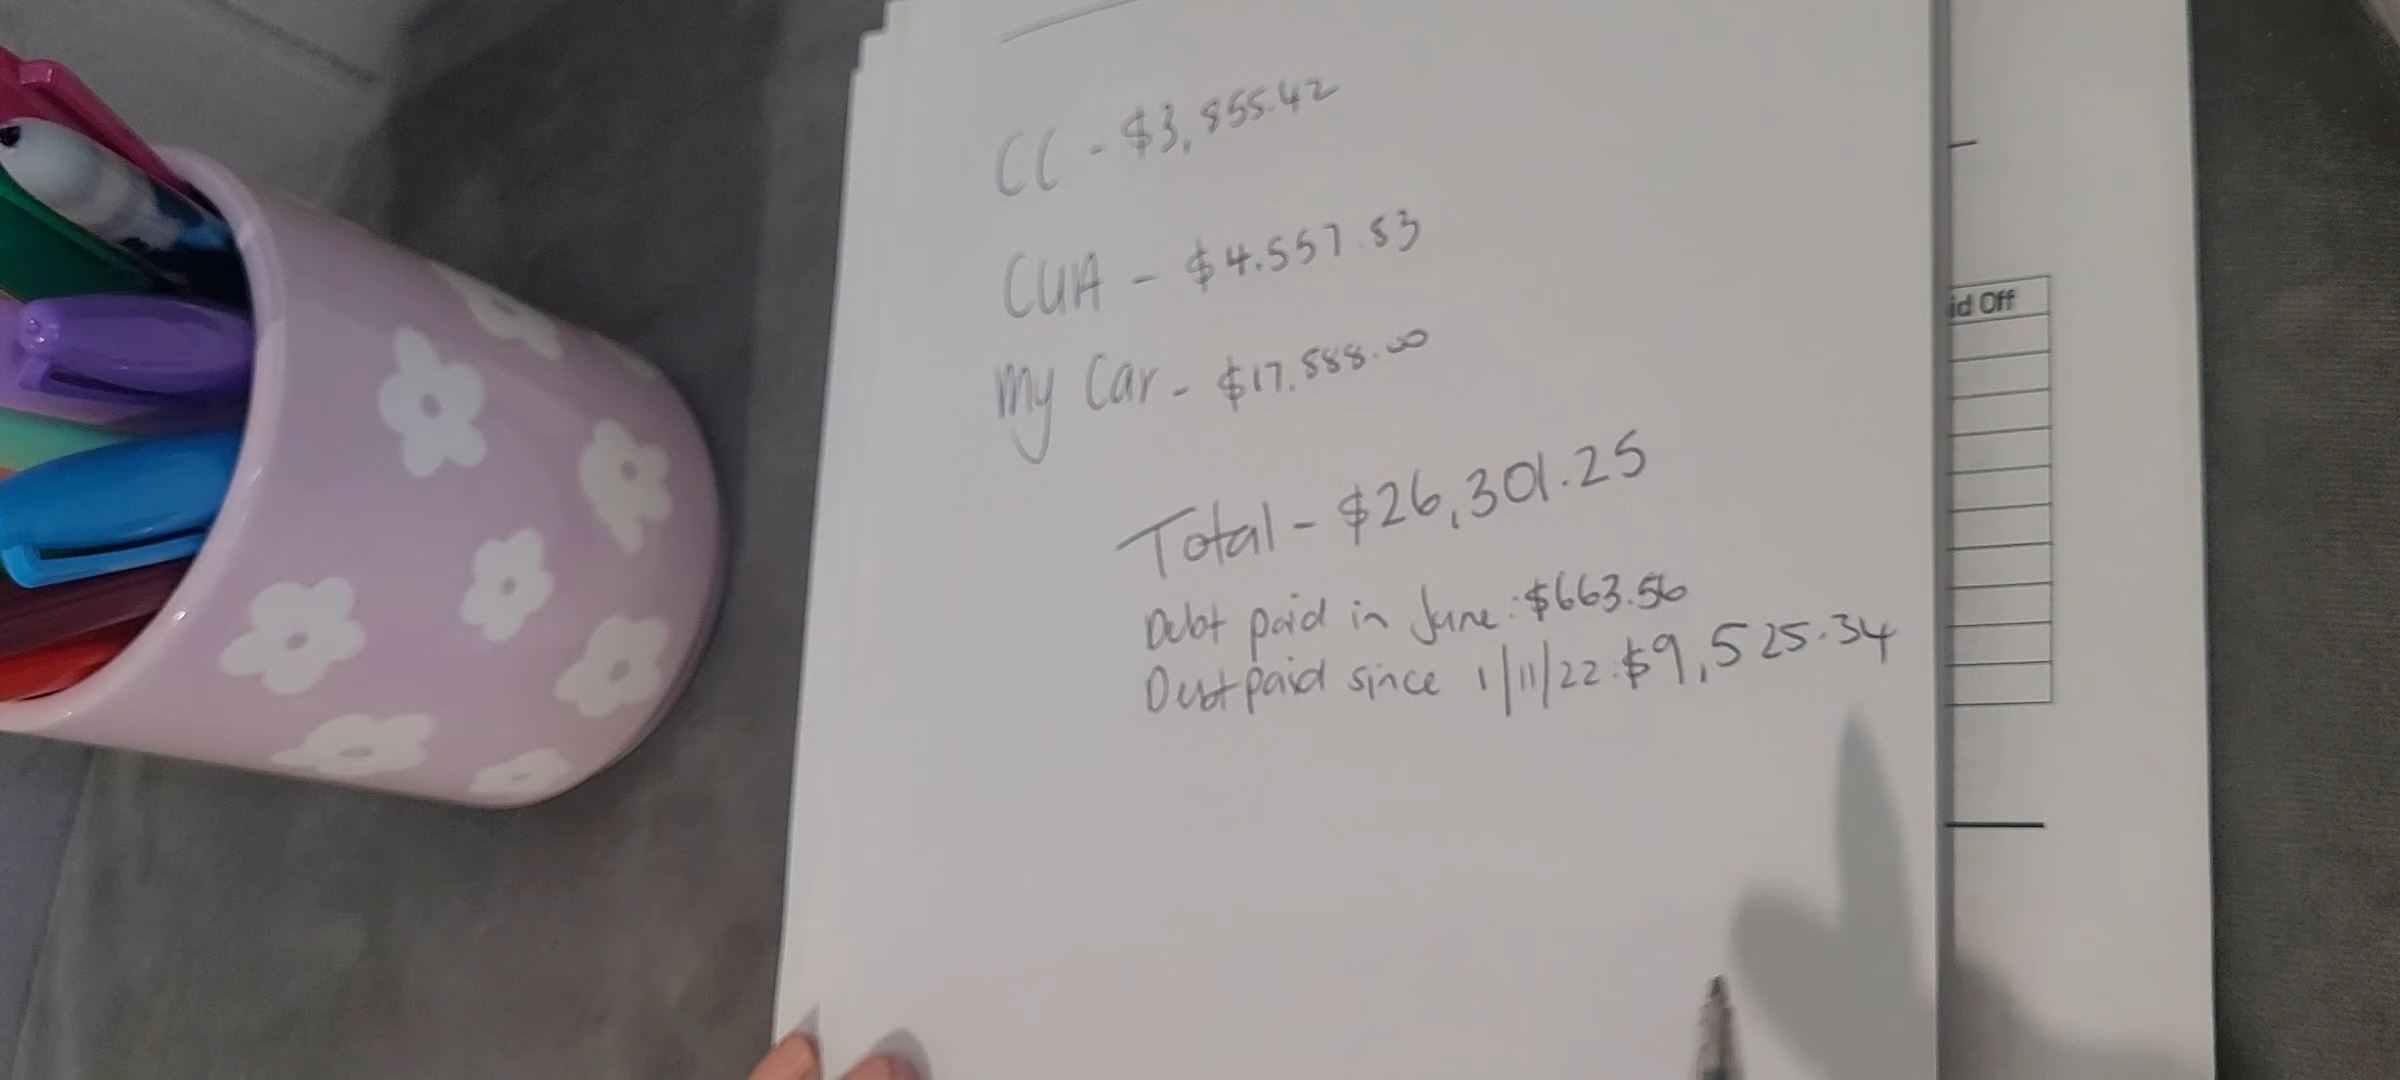 CC - $3,855.42
CUA - $4.557.83
My Car - $17.888.00
Total - $26,301.25
Debt paid in June: $663.56
Debt paid since 1/11/22: $9,525.34
id Off